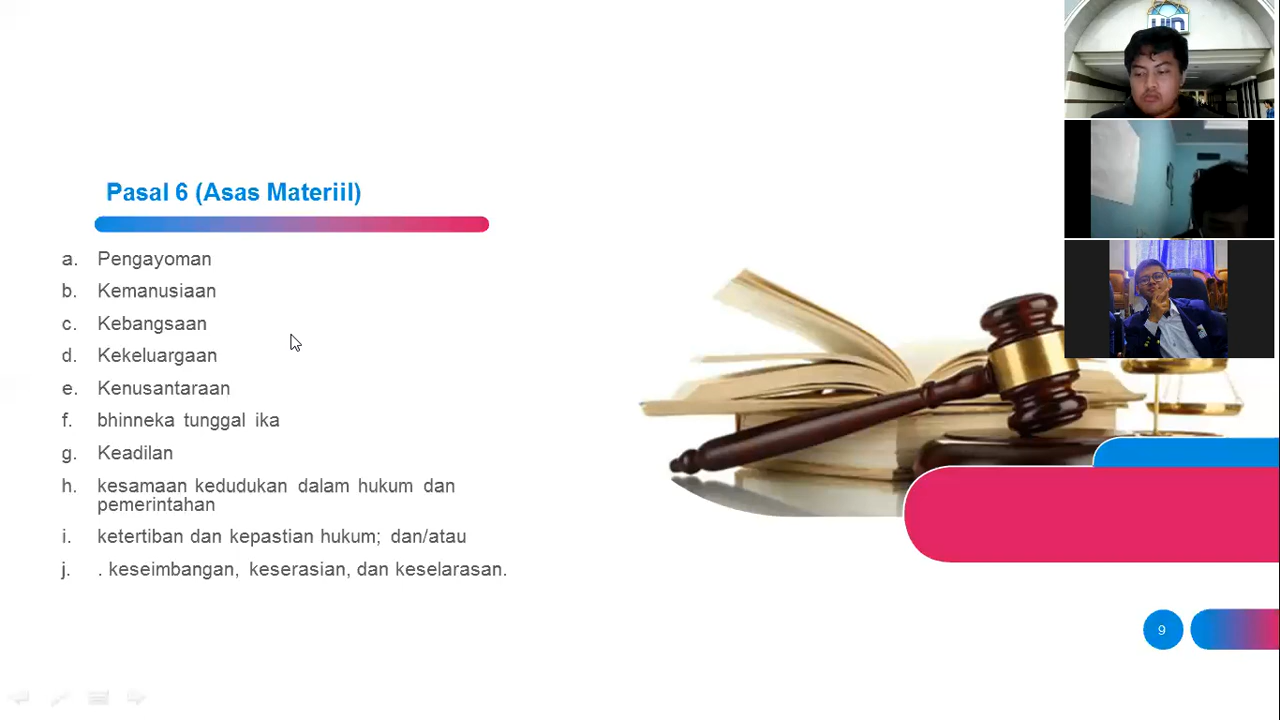 uin
Pasal 6 (Asas Materiil)
a. Pengayoman
b. Kemanusiaan
c. Kebangsaan
d. Kekeluargaan
e. Kenusantaraan
f. bhinneka tunggal ika
g. Keadilan
h. kesamaan kedudukan dalam hukum dan
pemerintahan
i. ketertiban dan kepastian hukum; dan/atau
j. . keseimbangan, keserasian, dan keselarasan.
9